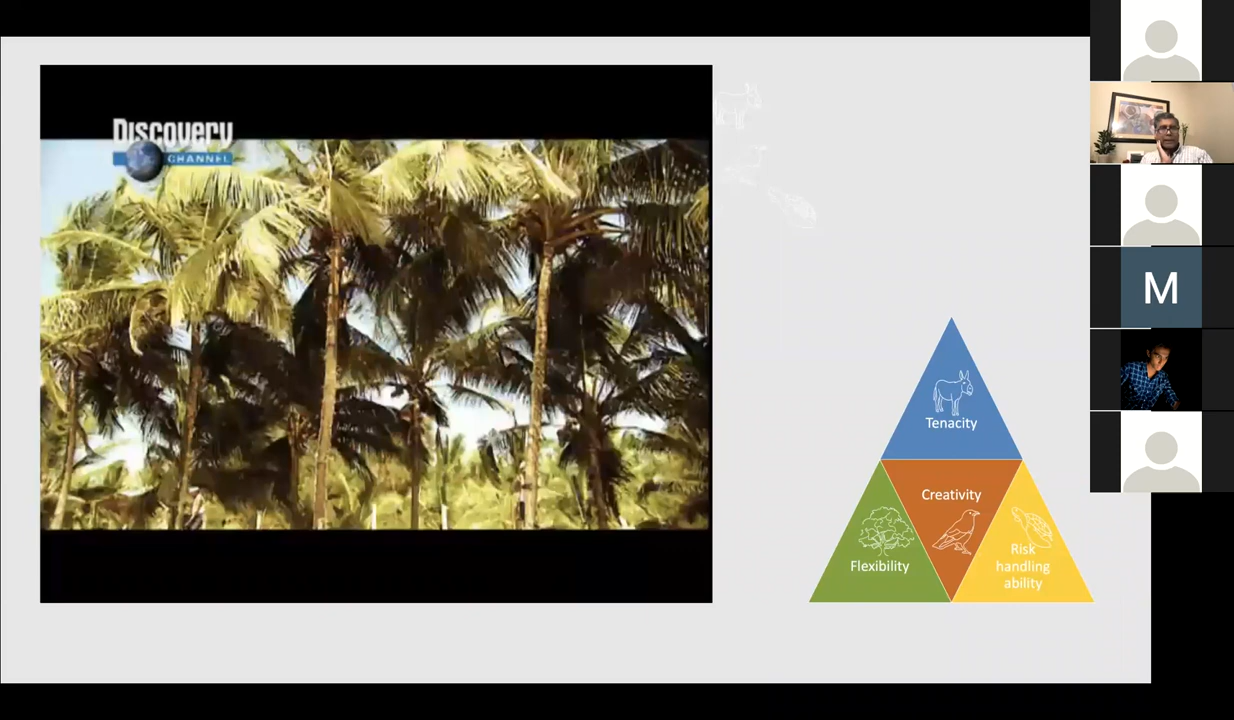 Discovery
CHANNEL
M
Tenacity
Creativity
Flexibility
Risk
handling
ability